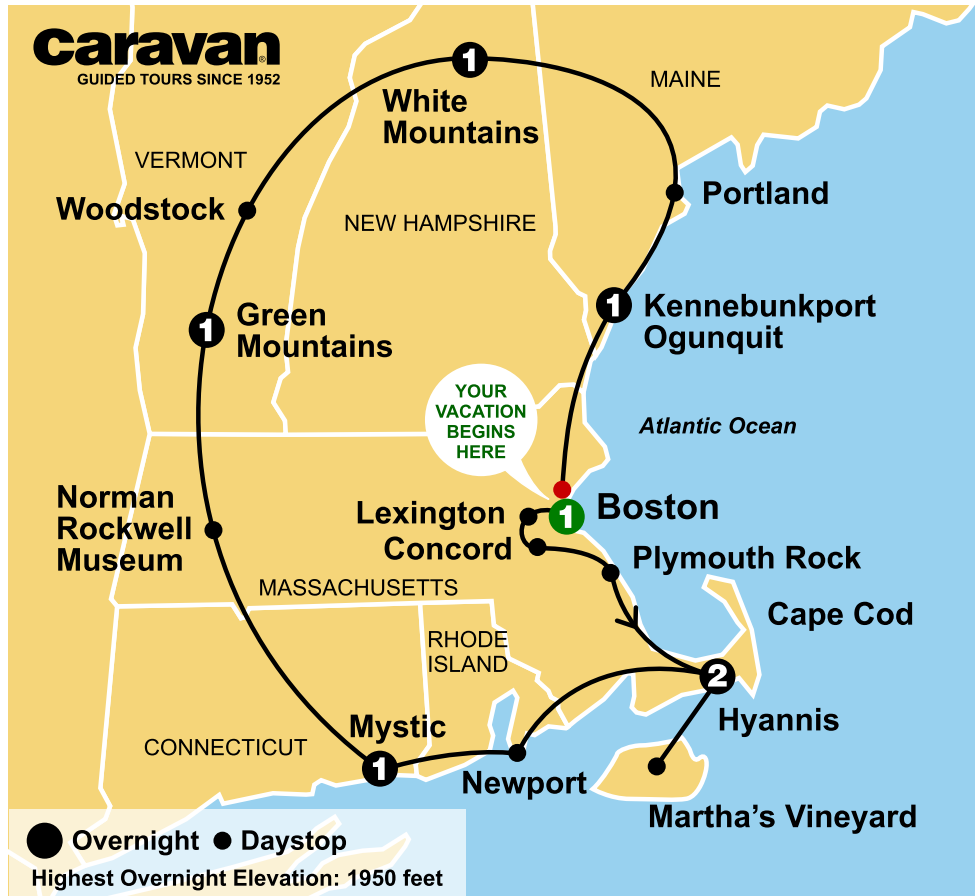 caravan®
GUIDED TOURS SINCE 1952
1
White
Mountains
MAINE
VERMONT
Woodstock
Portland
NEW HAMPSHIRE
1
Kennebunkport
Ogunquit
1
Green
Mountains
YOUR
VACATION
BEGINS
HERE
Atlantic Ocean
Norman
Rockwell
Museum
Lexington
1
Boston
Concord
Plymouth Rock
MASSACHUSETTS
Cape Cod
RHODE
ISLAND
2
Hyannis
Mystic
CONNECTICUT
1
Newport
Martha's Vineyard
Overnight
Daystop
Highest Overnight Elevation: 1950 feet